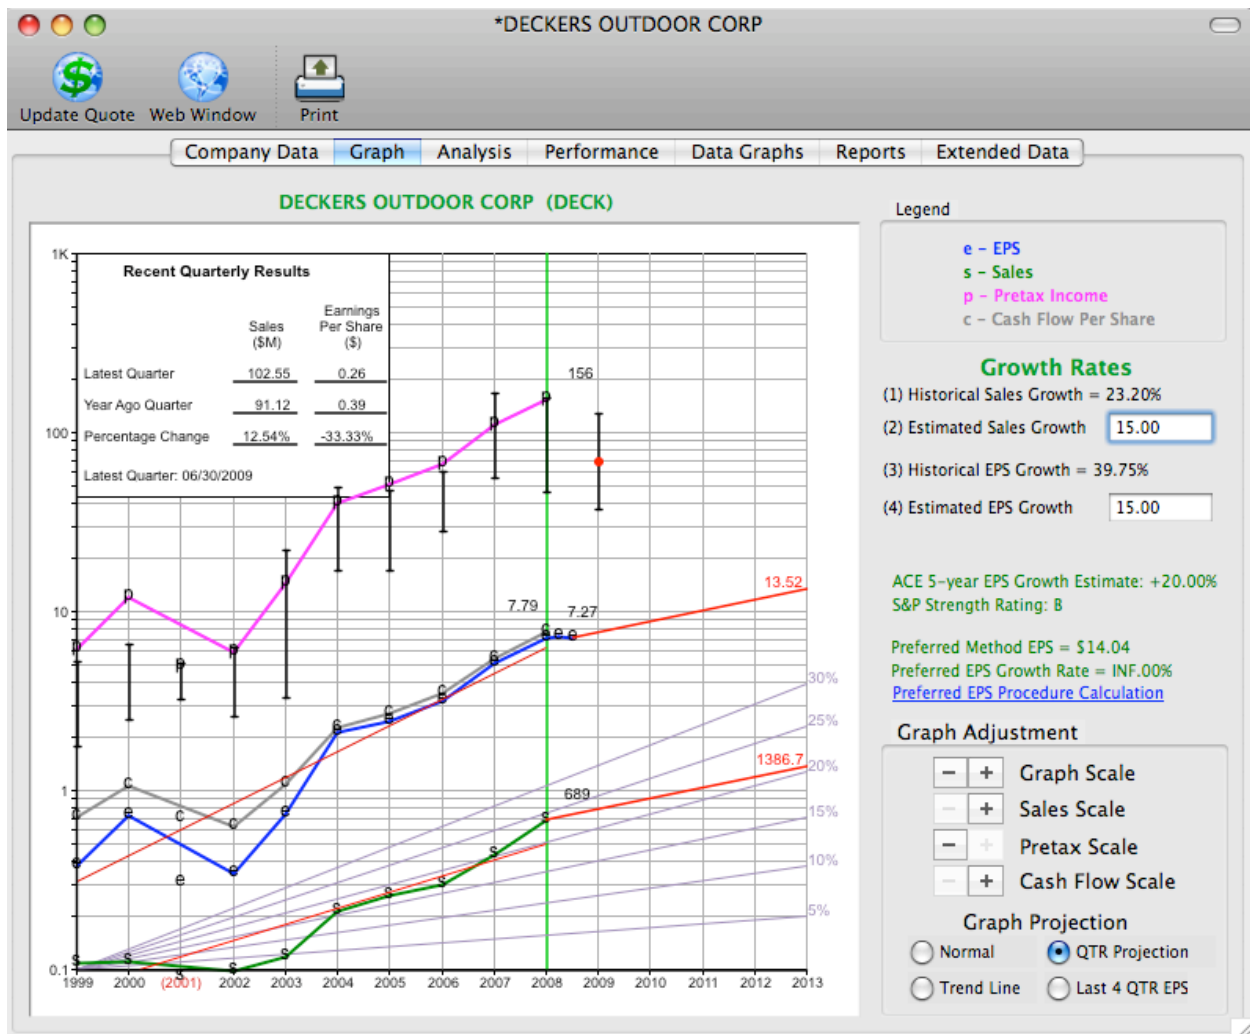 *DECKERS OUTDOOR CORP
Update Quote Web Window Print
Company Data Graph Analysis Performance Data Graphs Reports Extended Data
DECKERS OUTDOOR CORP (DECK)
Recent Quarterly Results
Sales ($M) Earnings Per Share ($)
Latest Quarter 102.55 0.26
Year Ago Quarter 91.12 0.39
Percentage Change 12.54% -33.33%
Latest Quarter: 06/30/2009
1K
100
10
1
0.1
156
7.79
7.27
13.52
689
1386.7
30%
25%
20%
15%
10%
5%
1999 2000 (2001) 2002 2003 2004 2005 2006 2007 2008 2009 2010 2011 2012 2013
Legend
e - EPS
s - Sales
p - Pretax Income
c - Cash Flow Per Share
Growth Rates
(1) Historical Sales Growth = 23.20%
(2) Estimated Sales Growth 15.00
(3) Historical EPS Growth = 39.75%
(4) Estimated EPS Growth 15.00
ACE 5-year EPS Growth Estimate: +20.00%
S&P Strength Rating: B
Preferred Method EPS = $14.04
Preferred EPS Growth Rate = INF.00%
Preferred EPS Procedure Calculation
Graph Adjustment
- + Graph Scale
- + Sales Scale
- + Pretax Scale
- + Cash Flow Scale
Graph Projection
Normal QTR Projection
Trend Line Last 4 QTR EPS